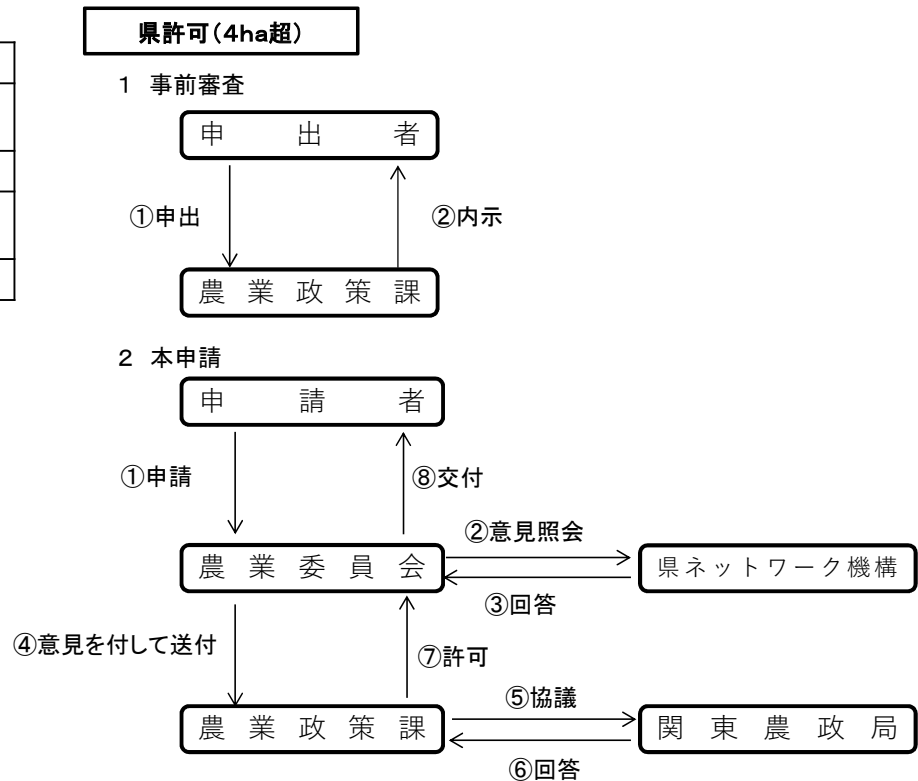 県許可(4ha超)
1 事前審査
申出者
①申出
②内示
農業政策課
2 本申請
申請者
①申請
⑧交付
②意見照会
農業委員会
県ネットワーク機構
③回答
④意見を付して送付
⑦許可
⑤協議
農業政策課
関東農政局
⑥回答